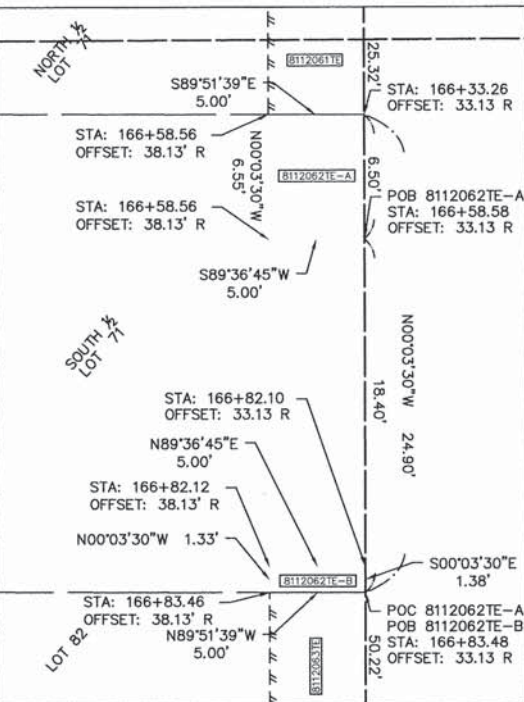 NORTH ½
LOT 71
8112061TE
25.32'
S89°51'39"E
5.00'
STA: 166+33.26
OFFSET: 33.13 R
STA: 166+58.56
OFFSET: 38.13' R
N00°03'30"W
6.55'
8112062TE-A
6.50'
POB 8112062TE-A
STA: 166+58.58
OFFSET: 33.13 R
STA: 166+58.56
OFFSET: 38.13' R
S89°36'45"W
5.00'
SOUTH ½
LOT 71
N00°03'30"W 24.90'
18.40'
STA: 166+82.10
OFFSET: 33.13 R
N89°36'45"E
5.00'
STA: 166+82.12
OFFSET: 38.13' R
N00°03'30"W 1.33'
8112062TE-B
S00°03'30"E
1.38'
STA: 166+83.46
OFFSET: 38.13' R
N89°51'39"W
5.00'
POC 8112062TE-A
POB 8112062TE-B
STA: 166+83.48
OFFSET: 33.13 R
LOT 82
8112063TE
50.22'